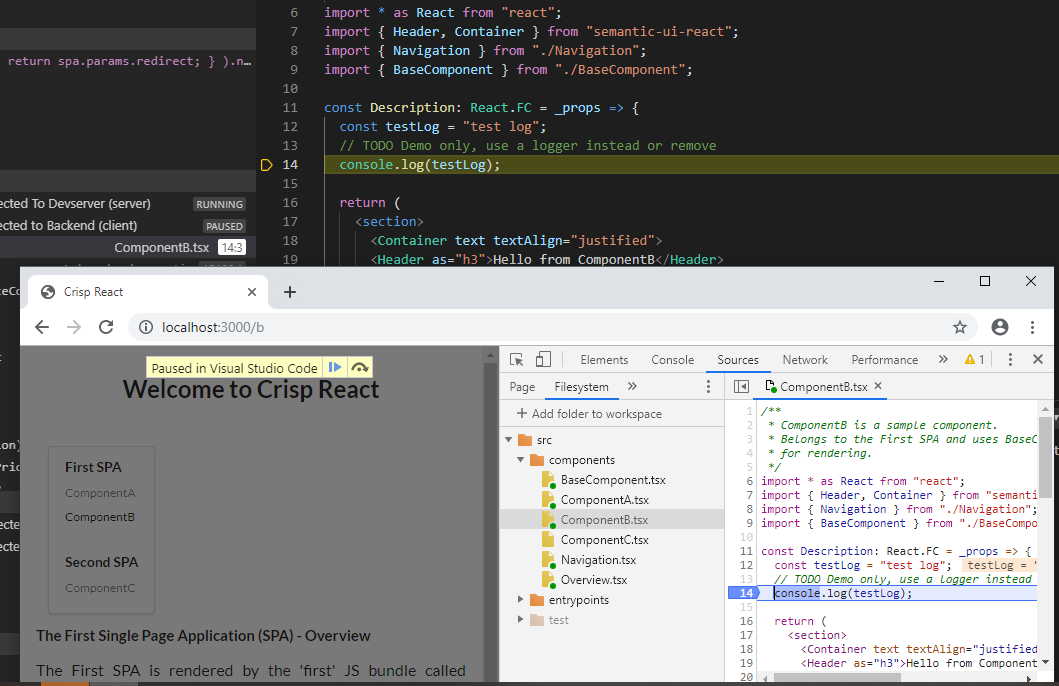 6 import * as React from "react";
7 import { Header, Container } from "semantic-ui-react";
8 import { Navigation } from "./Navigation";
9 import { BaseComponent } from "./BaseComponent";
10
11 const Description: React.FC = _props => {
12 const testLog = "test log";
13 // TODO Demo only, use a logger instead or remove
14 console.log(testLog);
15
16 return (
17 <section>
18 <Container text textAlign="justified">
19 <Header as="h3">Hello from ComponentB</Header>
return spa.params.redirect; } ).n…
ected To Devserver (server) RUNNING
ected to Backend (client) PAUSED
ComponentB.tsx 14:3
Crisp React
localhost:3000/b
Paused in Visual Studio Code
Welcome to Crisp React
First SPA
ComponentA
ComponentB
Second SPA
ComponentC
The First Single Page Application (SPA) - Overview
The First SPA is rendered by the 'first' JS bundle called
Elements Console Sources Network Performance » 1
Page Filesystem »
+ Add folder to workspace
src
components
BaseComponent.tsx
ComponentA.tsx
ComponentB.tsx
ComponentC.tsx
Navigation.tsx
Overview.tsx
entrypoints
test
ComponentB.tsx
1 /**
2 * ComponentB is a sample component.
3 * Belongs to the First SPA and uses BaseC
4 * for rendering.
5 */
6 import * as React from "react";
7 import { Header, Container } from "semanti
8 import { Navigation } from "./Navigation";
9 import { BaseComponent } from "./BaseCompo
10
11 const Description: React.FC = _props => {
12 const testLog = "test log"; testLog = "
13 // TODO Demo only, use a logger instead
14 console.log(testLog);
15
16 return (
17 <section>
18 <Container text textAlign="justified
19 <Header as="h3">Hello from Component
20